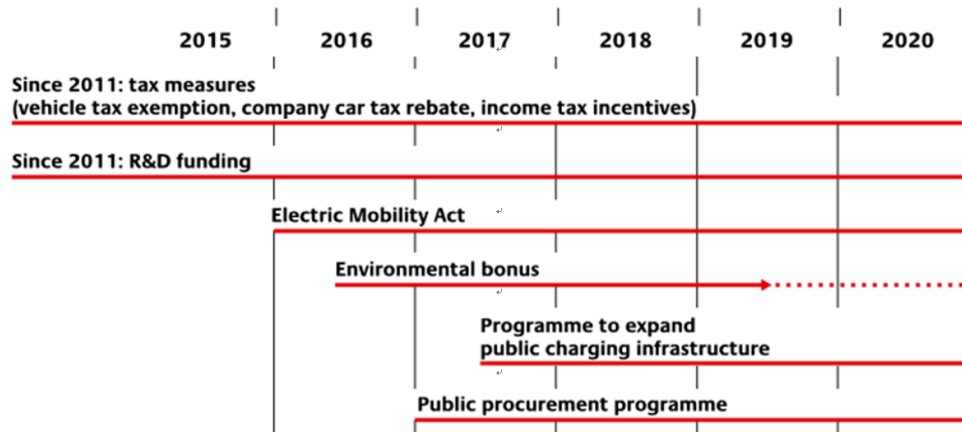 2015 2016 2017 2018 2019 2020
Since 2011: tax measures
(vehicle tax exemption, company car tax rebate, income tax incentives)
Since 2011: R&D funding
Electric Mobility Act
Environmental bonus
Programme to expand
public charging infrastructure
Public procurement programme